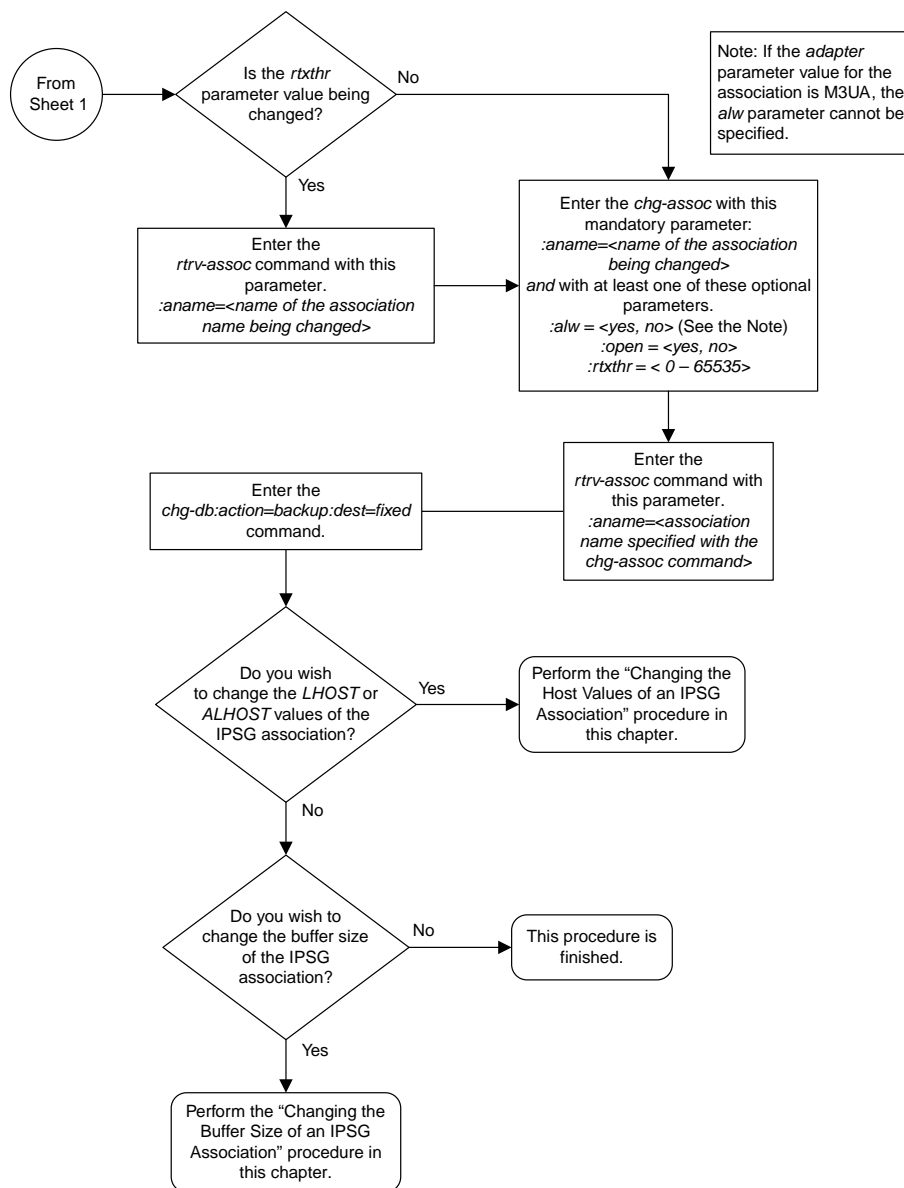 From
Sheet 1
Is the rtxthr
parameter value being
changed?
No
Yes
Note: If the adapter
parameter value for the
association is M3UA, the
alw parameter cannot be
specified.
Enter the
rtrv-assoc command with this
parameter.
:aname=<name of the association
name being changed>
Enter the chg-assoc with this
mandatory parameter:
:aname=<name of the association
being changed>
and with at least one of these optional
parameters.
:alw = <yes, no> (See the Note)
:open = <yes, no>
:rtxthr = < 0 – 65535>
Enter the
rtrv-assoc command with
this parameter.
:aname=<association
name specified with the
chg-assoc command>
Enter the
chg-db:action=backup:dest=fixed
command.
Do you wish
to change the LHOST or
ALHOST values of the
IPSG association?
Yes
No
Perform the “Changing the
Host Values of an IPSG
Association” procedure in
this chapter.
Do you wish to
change the buffer size
of the IPSG
association?
No
Yes
This procedure is
finished.
Perform the “Changing the
Buffer Size of an IPSG
Association” procedure in
this chapter.